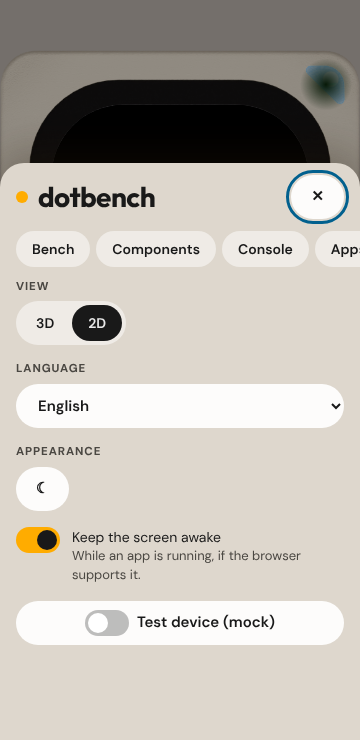 dotbench
×
Bench
Components
Console
VIEW
3D
2D
LANGUAGE
English
APPEARANCE
Keep the screen awake
While an app is running, if the browser
supports it.
Test device (mock)